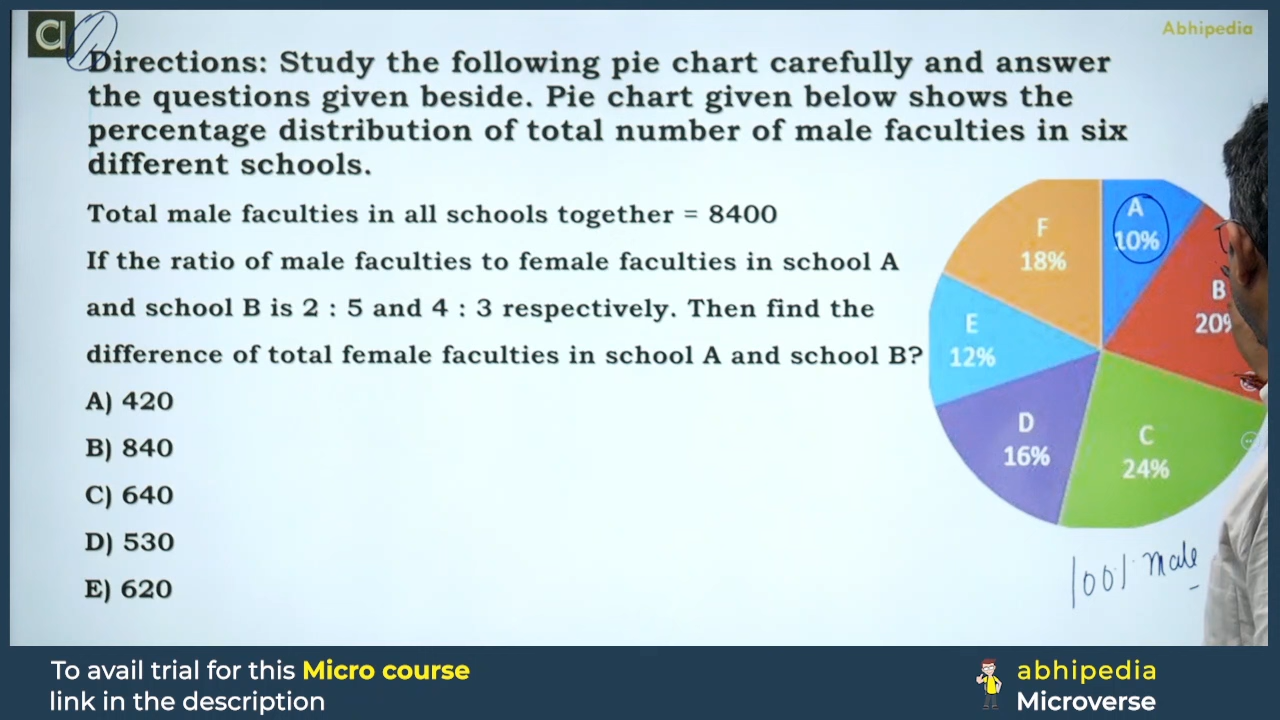 Abhipedia
Directions: Study the following pie chart carefully and answer
the questions given beside. Pie chart given below shows the
percentage distribution of total number of male faculties in six
different schools.
Total male faculties in all schools together = 8400
If the ratio of male faculties to female faculties in school A
and school B is 2 : 5 and 4 : 3 respectively. Then find the
difference of total female faculties in school A and school B?
A) 420
B) 840
C) 640
D) 530
E) 620
A
10%
B
20%
C
24%
D
16%
E
12%
F
18%
100% male
To avail trial for this Micro course
link in the description
abhipedia
Microverse